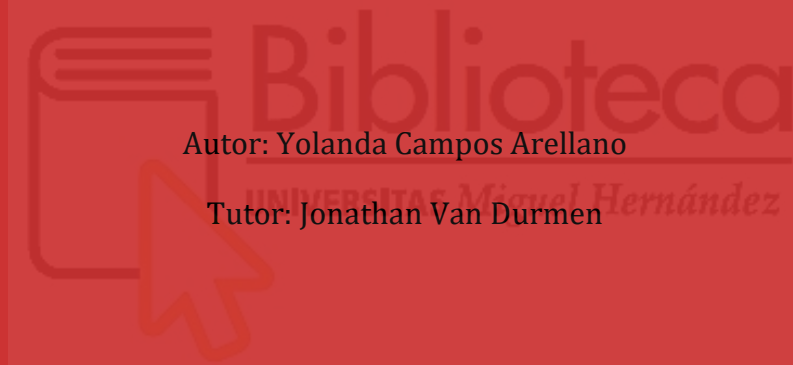 Biblioteca
Autor: Yolanda Campos Arellano
UNIVERSITAS Miguel Hernández
Tutor: Jonathan Van Durmen